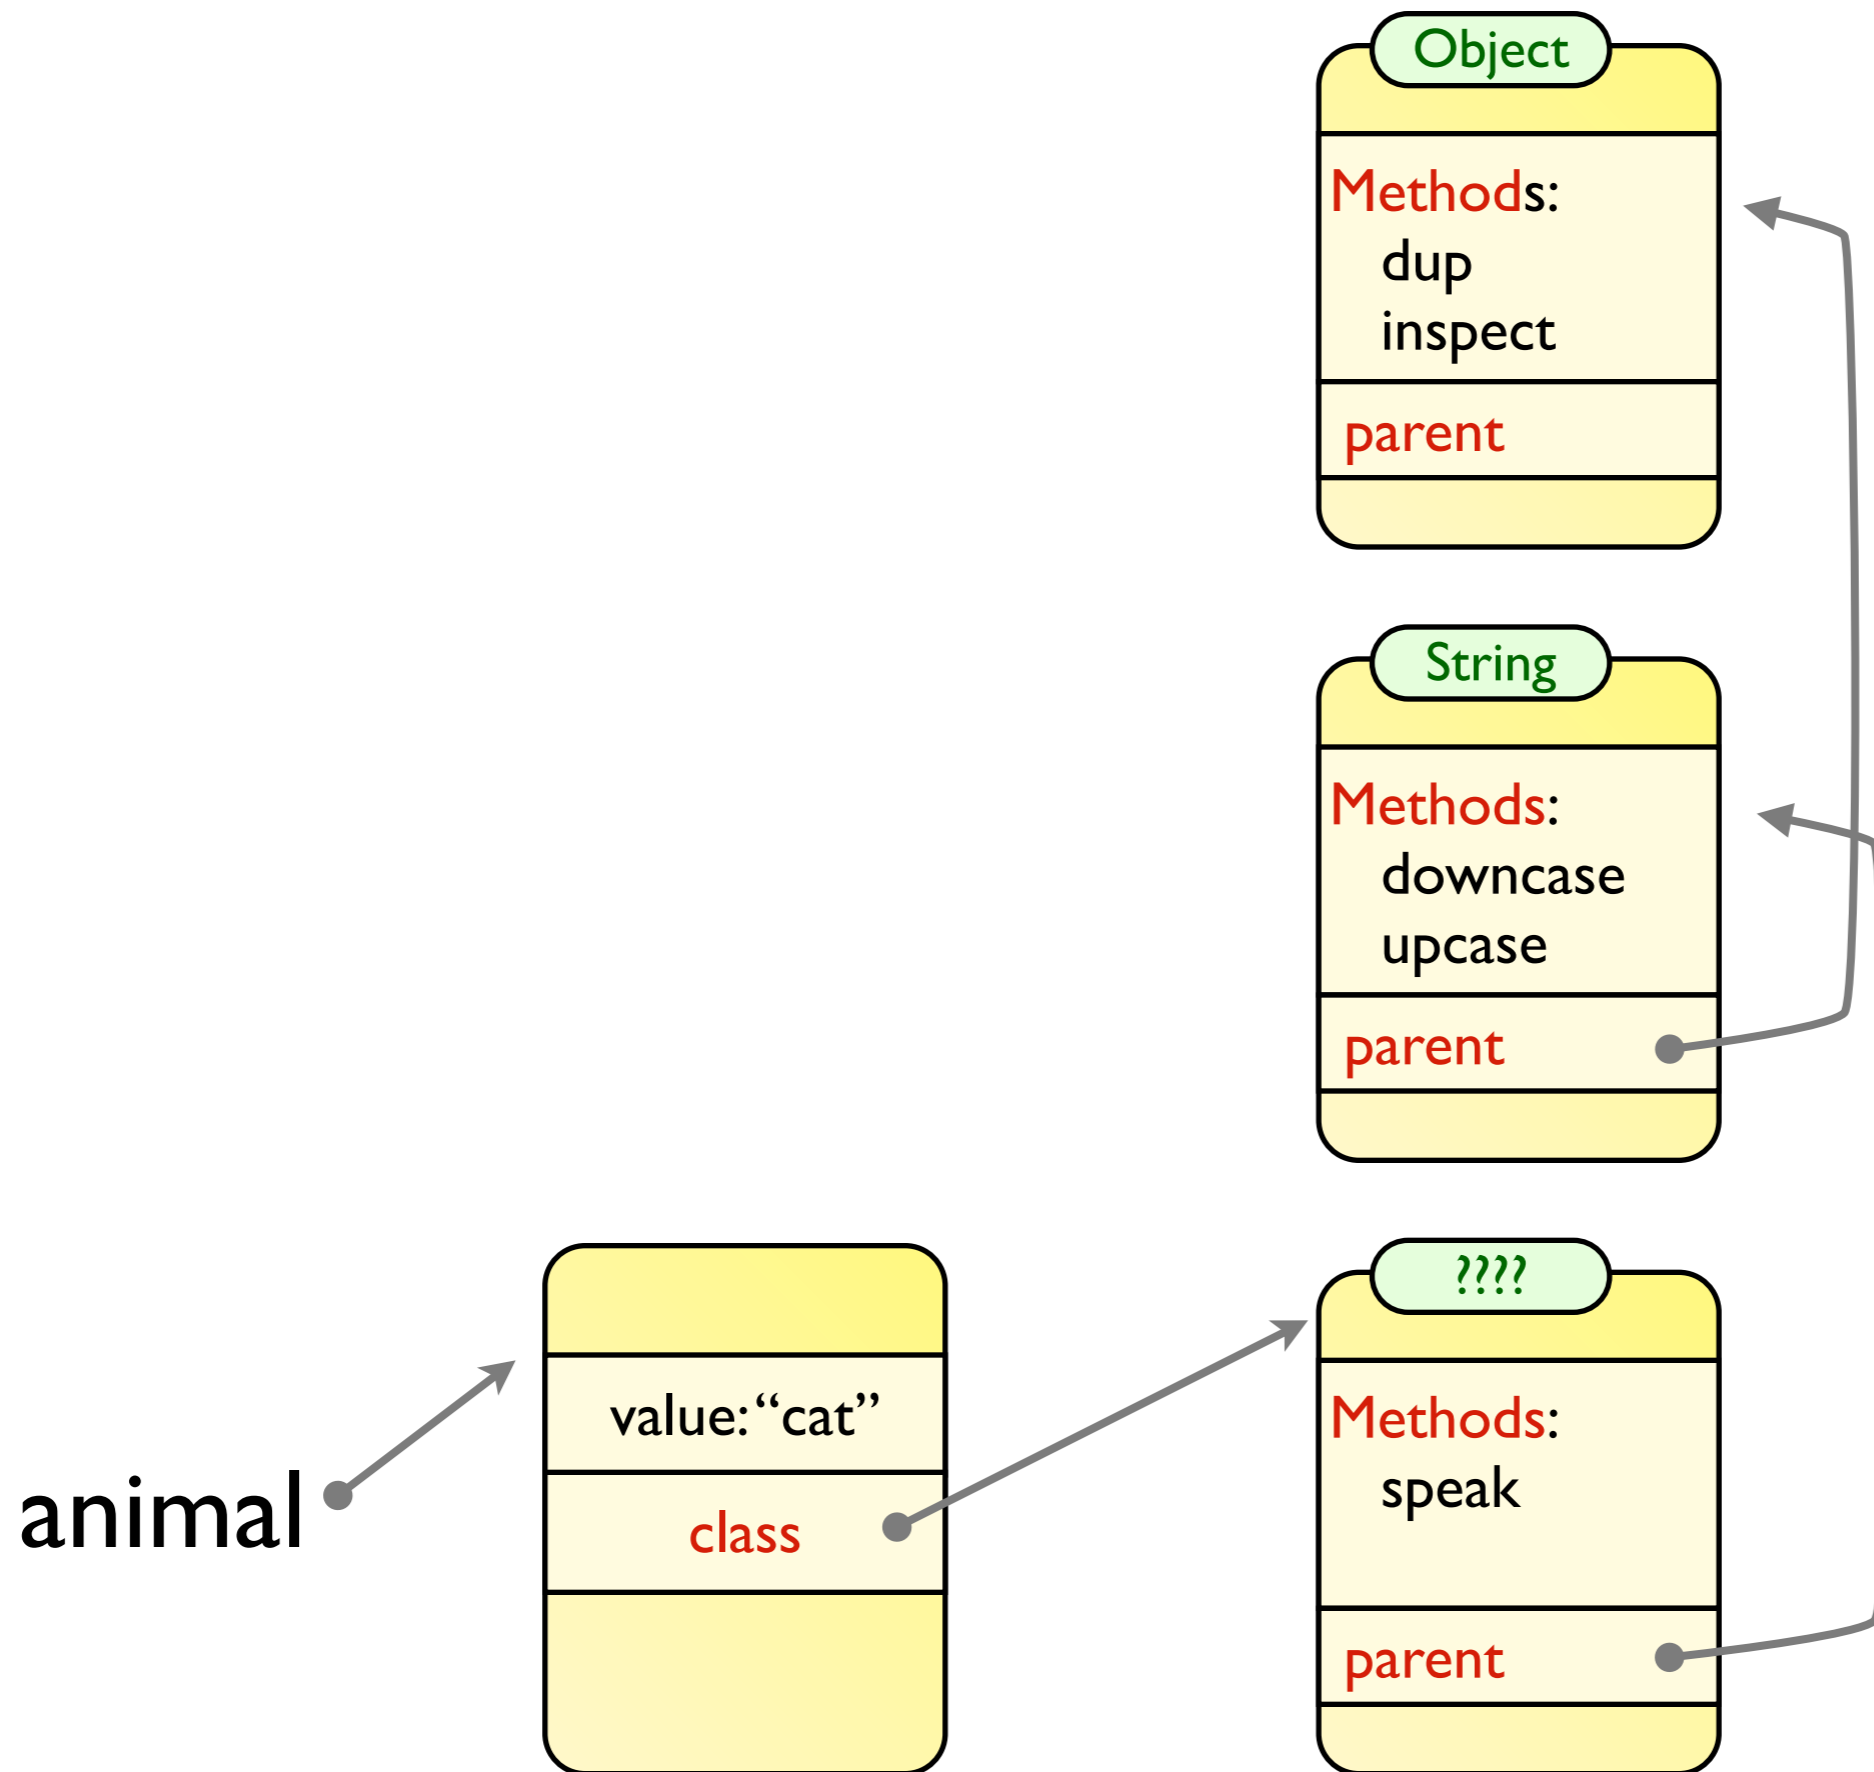 Object
Methods:
dup
inspect
parent
String
Methods:
downcase
upcase
parent
animal
value: “cat”
class
????
Methods:
speak
parent